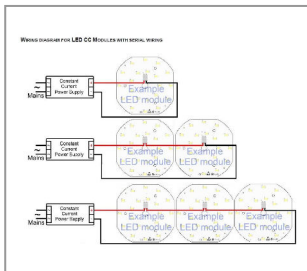 WIRING DIAGRAM FOR LED CC MODULES WITH SERIAL WIRING
Constant
Current
Power Supply
Mains
Example
LED module
Constant
Current
Power Supply
Mains
Example
LED module
Example
LED module
Constant
Current
Power Supply
Mains
Example
LED module
Example
LED module
Example
LED module